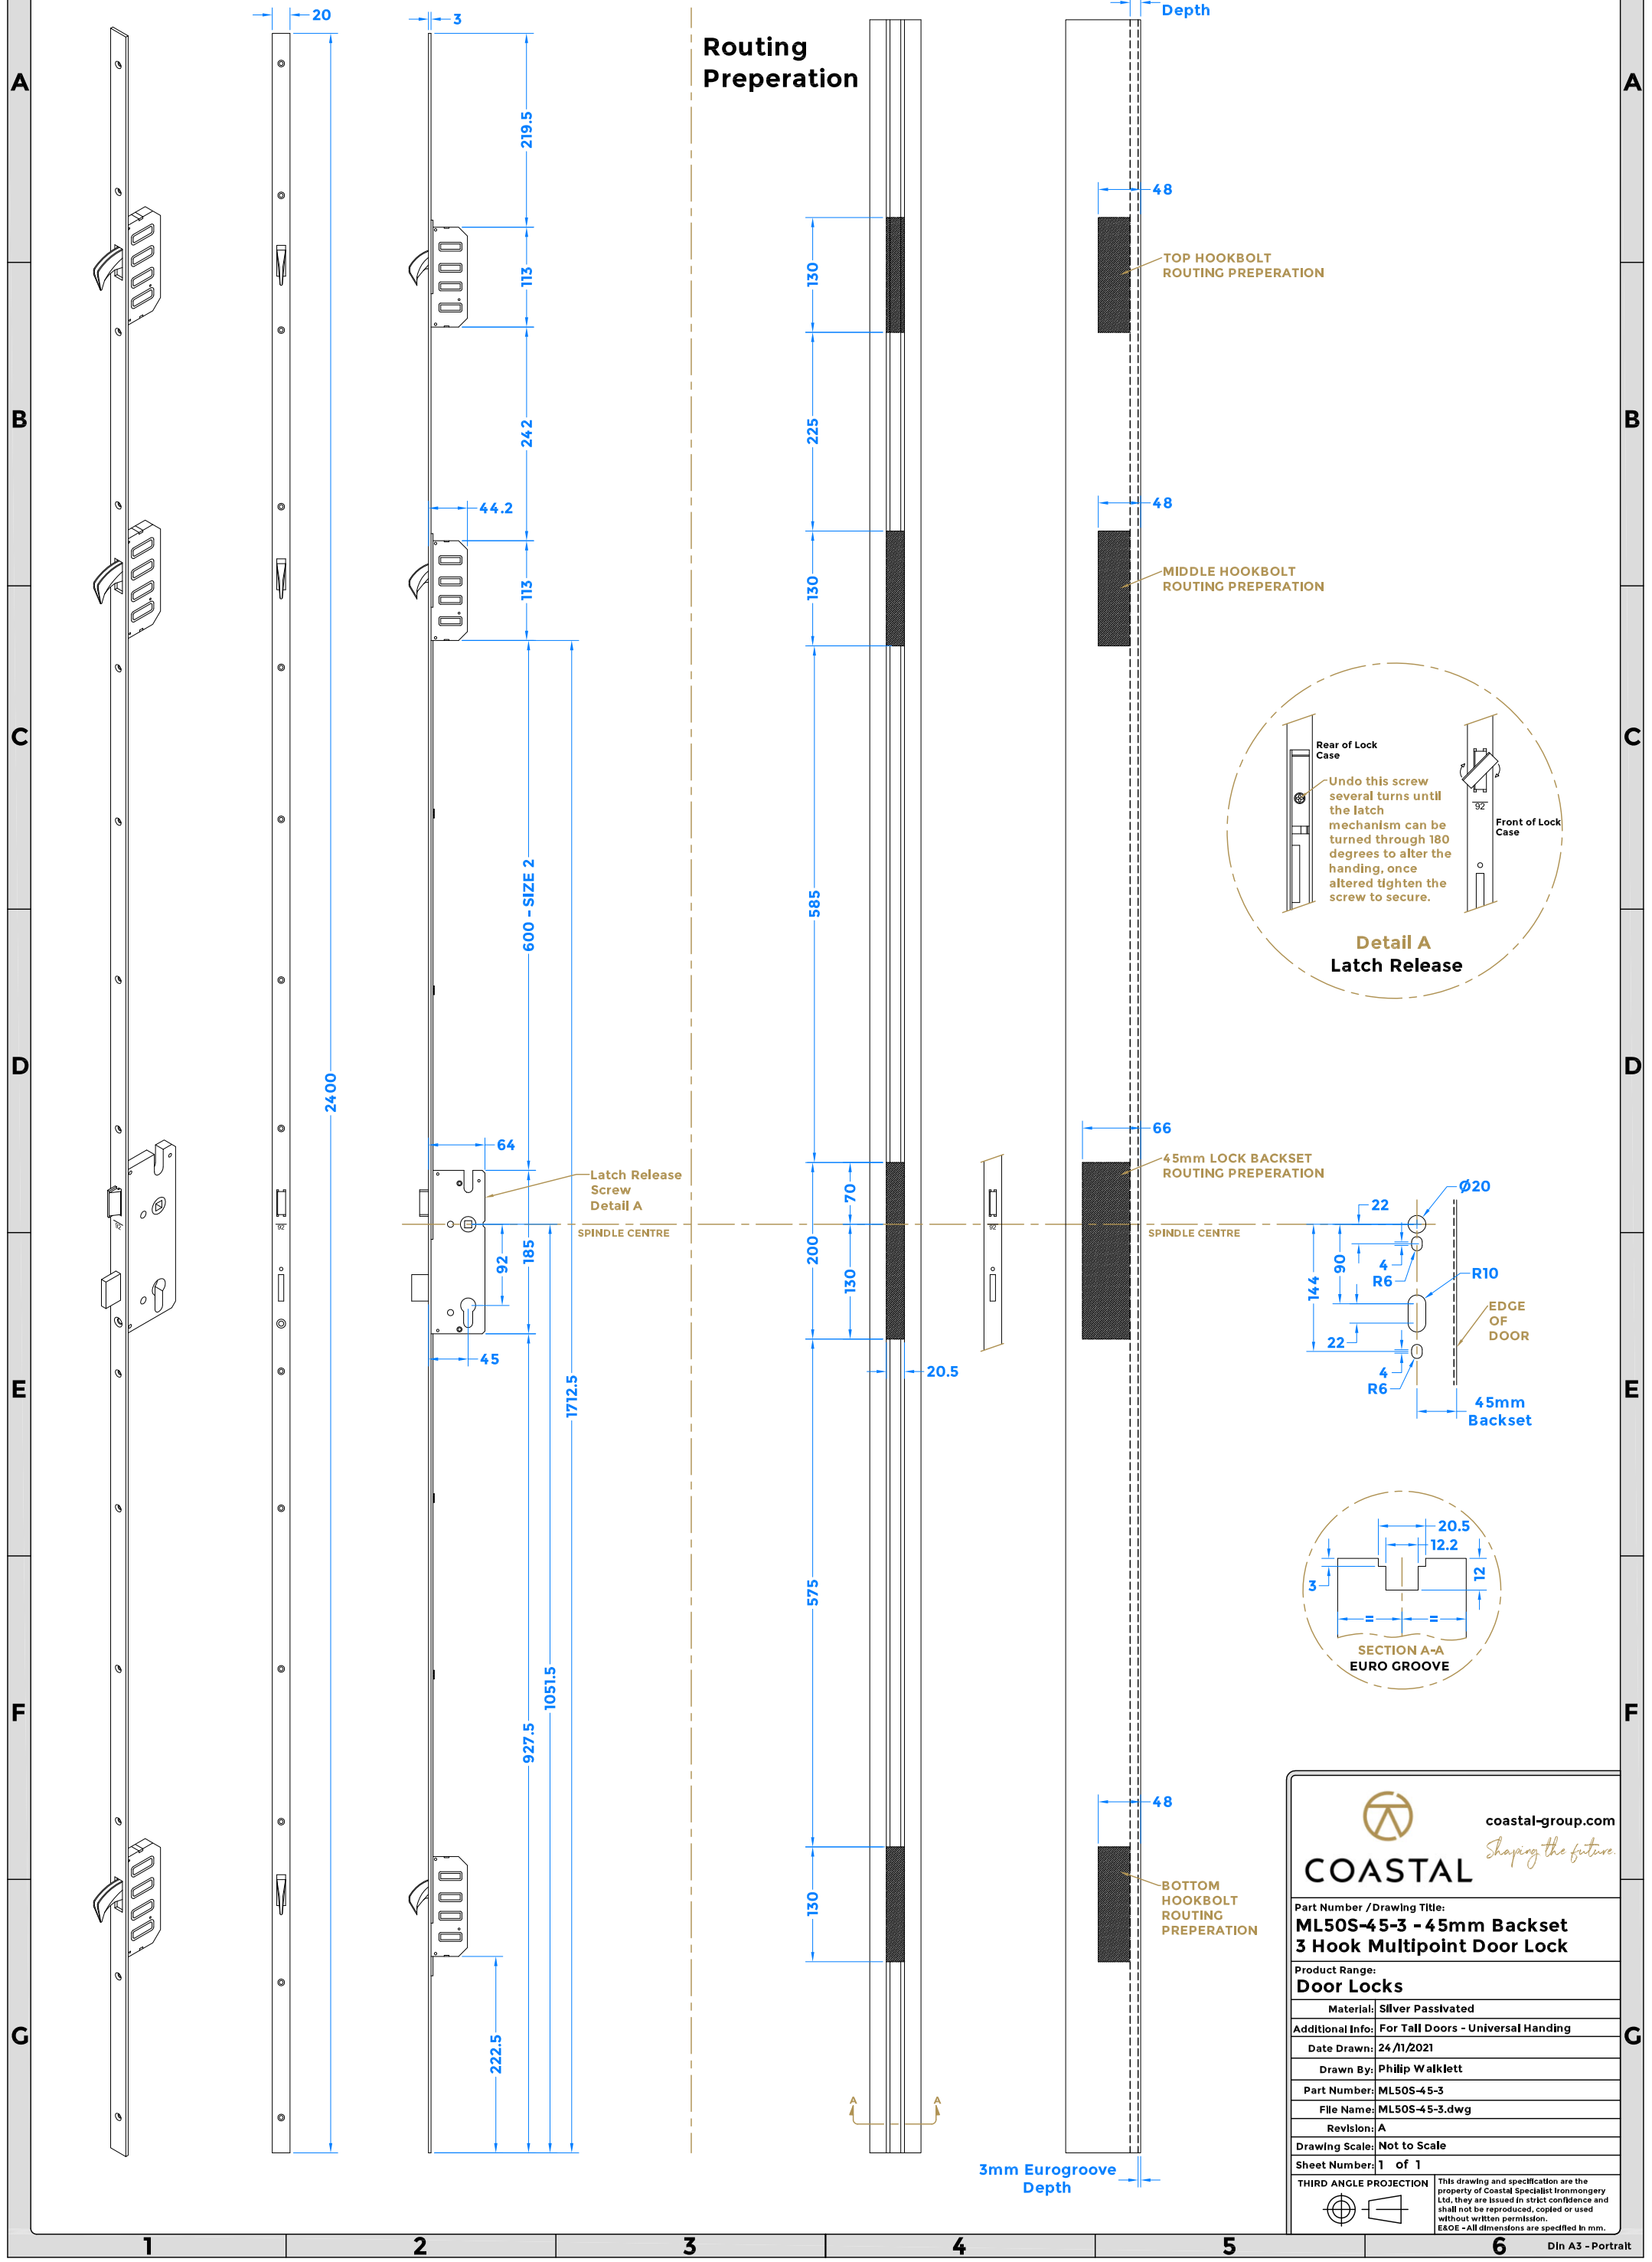 20
3
Depth
Routing
Preperation
A
A
219.5
48
TOP HOOKBOLT
ROUTING PREPERATION
113
130
B
B
242
225
44.2
48
113
130
MIDDLE HOOKBOLT
ROUTING PREPERATION
C
C
Rear of Lock
Case
Undo this screw
several turns until
the latch
mechanism can be
turned through 180
degrees to alter the
handing, once
altered tighten the
screw to secure.
92
Front of Lock
Case
Detail A
Latch Release
600 - SIZE 2
585
D
D
2400
64
66
Latch Release
Screw
Detail A
45mm LOCK BACKSET
ROUTING PREPERATION
70
200
130
92
92
92
185
92
SPINDLE CENTRE
SPINDLE CENTRE
Ø20
22
4
R6
90
144
R10
22
4
R6
EDGE
OF
DOOR
45mm
Backset
45
20.5
E
E
1712.5
20.5
12.2
3
12
=
=
SECTION A-A
EURO GROOVE
575
1051.5
927.5
F
F
48
130
BOTTOM
HOOKBOLT
ROUTING
PREPERATION
222.5
G
G
A
A
3mm Eurogroove
Depth
coastal-group.com
Shaping the future.
COASTAL
Part Number / Drawing Title:
ML50S-45-3 - 45mm Backset
3 Hook Multipoint Door Lock
Product Range:
Door Locks
Material: Silver Passivated
Additional Info: For Tall Doors - Universal Handing
Date Drawn: 24/11/2021
Drawn By: Philip Walklett
Part Number: ML50S-45-3
File Name: ML50S-45-3.dwg
Revision: A
Drawing Scale: Not to Scale
Sheet Number: 1 of 1
THIRD ANGLE PROJECTION
This drawing and specification are the
property of Coastal Specialist Ironmongery
Ltd, they are issued in strict confidence and
shall not be reproduced, copied or used
without written permission.
E&OE - All dimensions are specified in mm.
1
2
3
4
5
6
Din A3 - Portrait